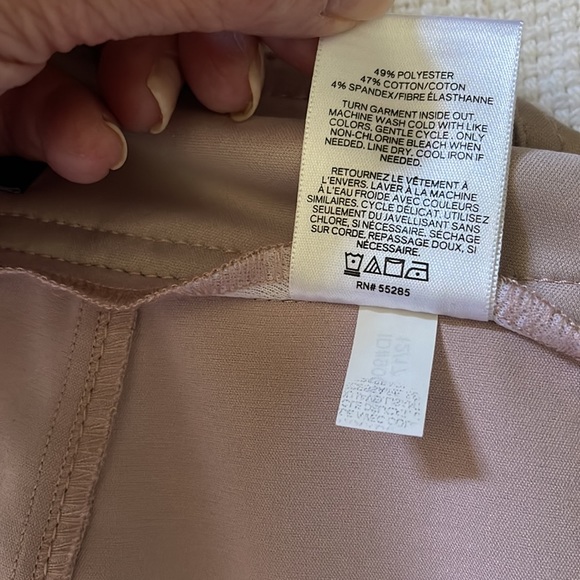 49% POLYESTER
47% COTTON/COTON
4% SPANDEX/FIBRE ÉLASTHANNE
TURN GARMENT INSIDE OUT.
MACHINE WASH COLD WITH LIKE
COLORS. GENTLE CYCLE. ONLY
NON-CHLORINE BLEACH WHEN
NEEDED. LINE DRY. COOL IRON IF
NEEDED.
RETOURNEZ LE VÊTEMENT À
L'ENVERS. LAVER À LA MACHINE
À L'EAU FROIDE AVEC COULEURS
SIMILAIRES. CYCLE DÉLICAT. UTILISEZ
SEULEMENT DU JAVELLISANT SANS
CHLORE, SI NÉCESSAIRE. SÉCHAGE
SUR CORDE. REPASSAGE DOUX, SI
NÉCESSAIRE.
RN# 55285